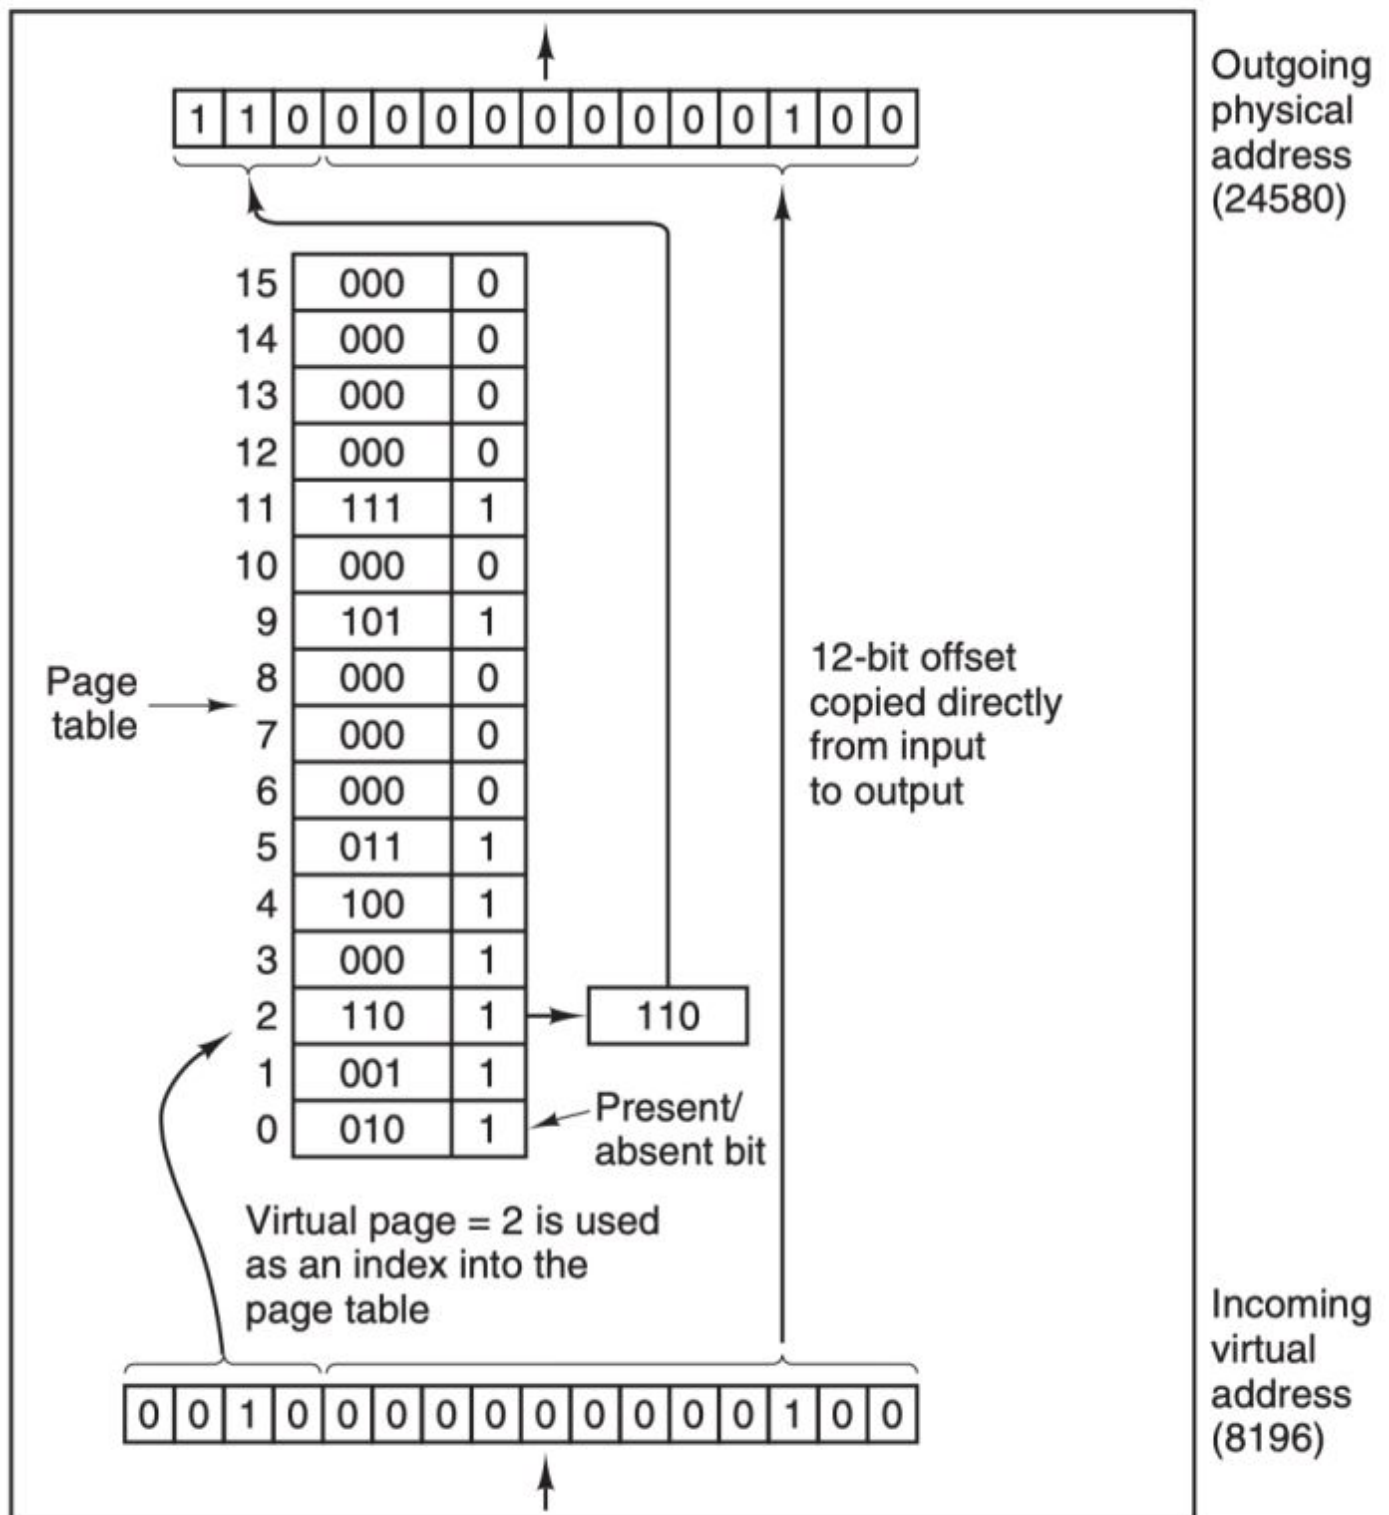 Outgoing
physical
address
(24580)
1 1 0 0 0 0 0 0 0 0 0 0 1 0 0
15 000 0
14 000 0
13 000 0
12 000 0
11 111 1
10 000 0
9 101 1
8 000 0
7 000 0
6 000 0
5 011 1
4 100 1
3 000 1
2 110 1
1 001 1
0 010 1
Page
table
110
12-bit offset
copied directly
from input
to output
Present/
absent bit
Virtual page = 2 is used
as an index into the
page table
0 0 1 0 0 0 0 0 0 0 0 0 0 1 0 0
Incoming
virtual
address
(8196)